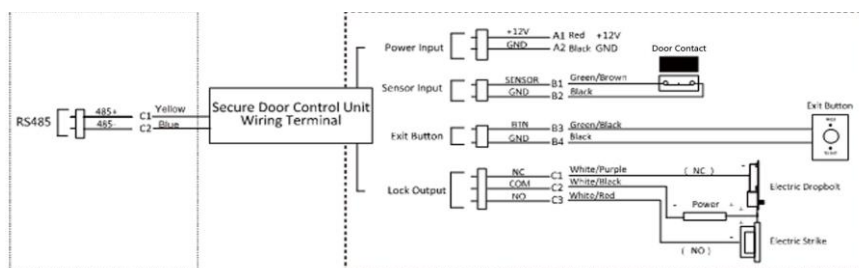 RS485
485+ C1 Yellow
485- C2 Blue
Secure Door Control Unit
Wiring Terminal
Power Input
+12V A1 Red +12V
GND A2 Black GND
Sensor Input
SENSOR B1 Green/Brown
GND B2 Black
Door Contact
Exit Button
BTN B3 Green/Black
GND B4 Black
Exit Button
Lock Output
NC C1 White/Purple ( NC )
COM C2 White/Black
NO C3 White/Red
- Power +
Electric Dropbolt
( NO )
Electric Strike